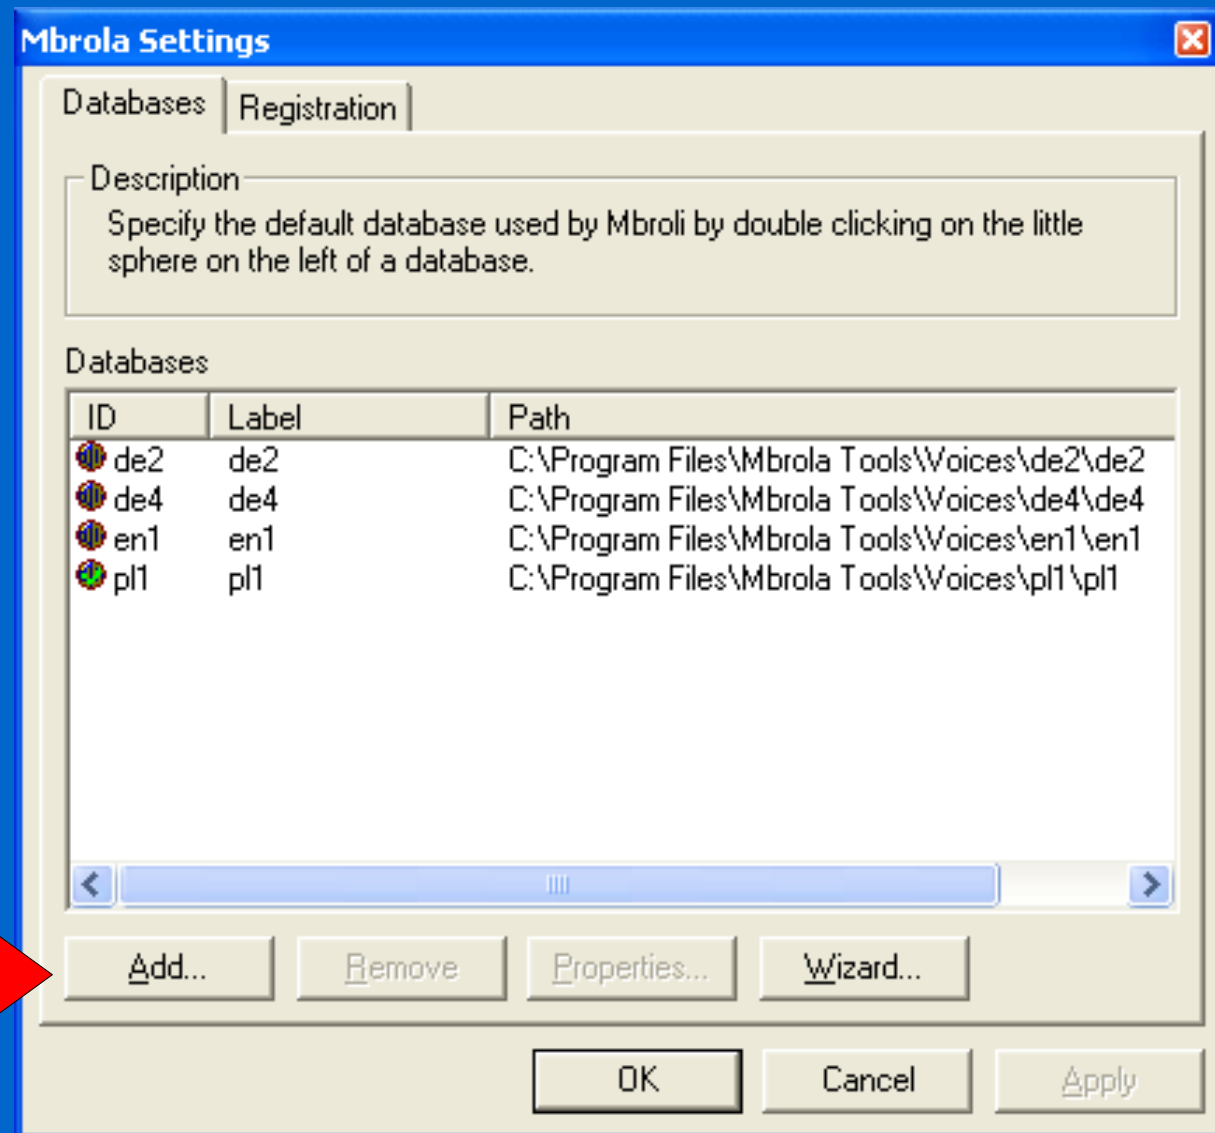 Mbrola Settings
Databases Registration
Description
Specify the default database used by Mbroli by double clicking on the little
sphere on the left of a database.
Databases
ID Label Path
de2 de2 C:\Program Files\Mbrola Tools\Voices\de2\de2
de4 de4 C:\Program Files\Mbrola Tools\Voices\de4\de4
en1 en1 C:\Program Files\Mbrola Tools\Voices\en1\en1
pl1 pl1 C:\Program Files\Mbrola Tools\Voices\pl1\pl1
Add... Remove Properties... Wizard...
OK Cancel Apply